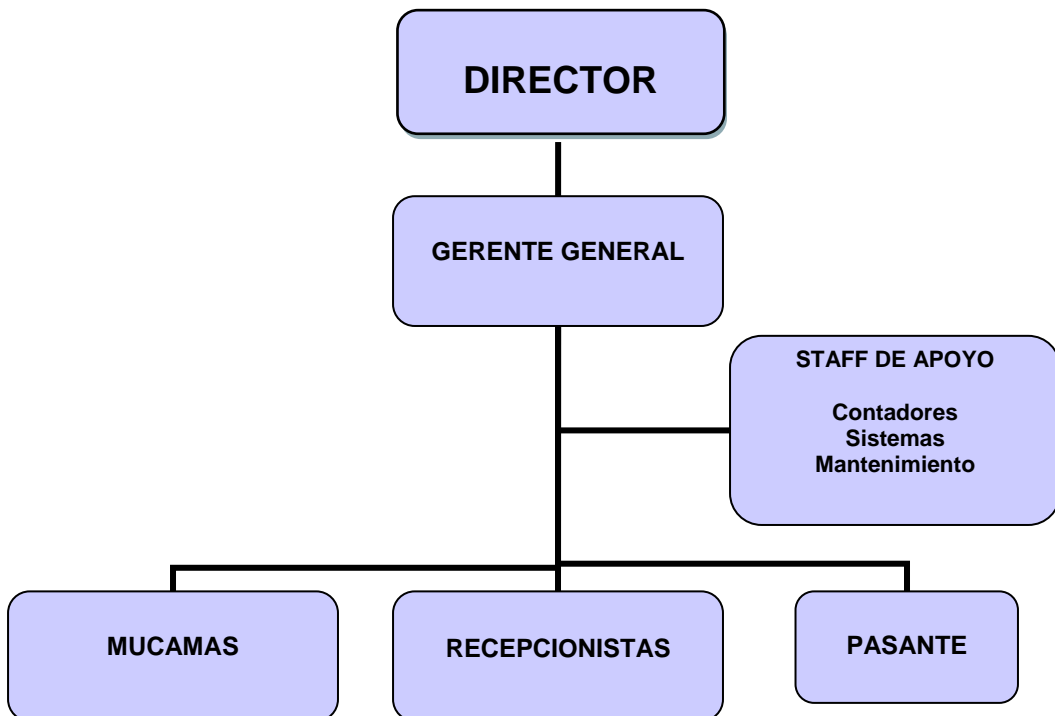 DIRECTOR
GERENTE GENERAL
STAFF DE APOYO
Contadores
Sistemas
Mantenimiento
MUCAMAS
RECEPCIONISTAS
PASANTE